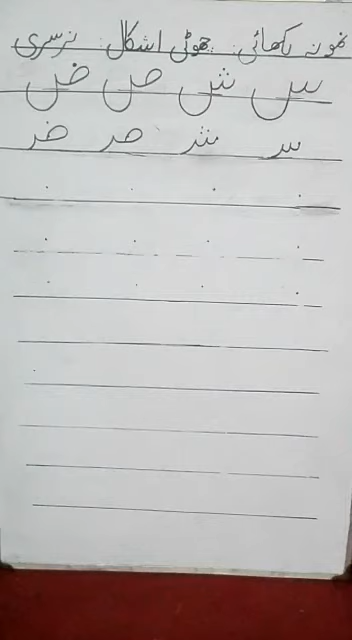 نمونہ لکھائی: چھوٹی اشکال: نرسری
س ش ص ض
سـ شـ صـ ضـ